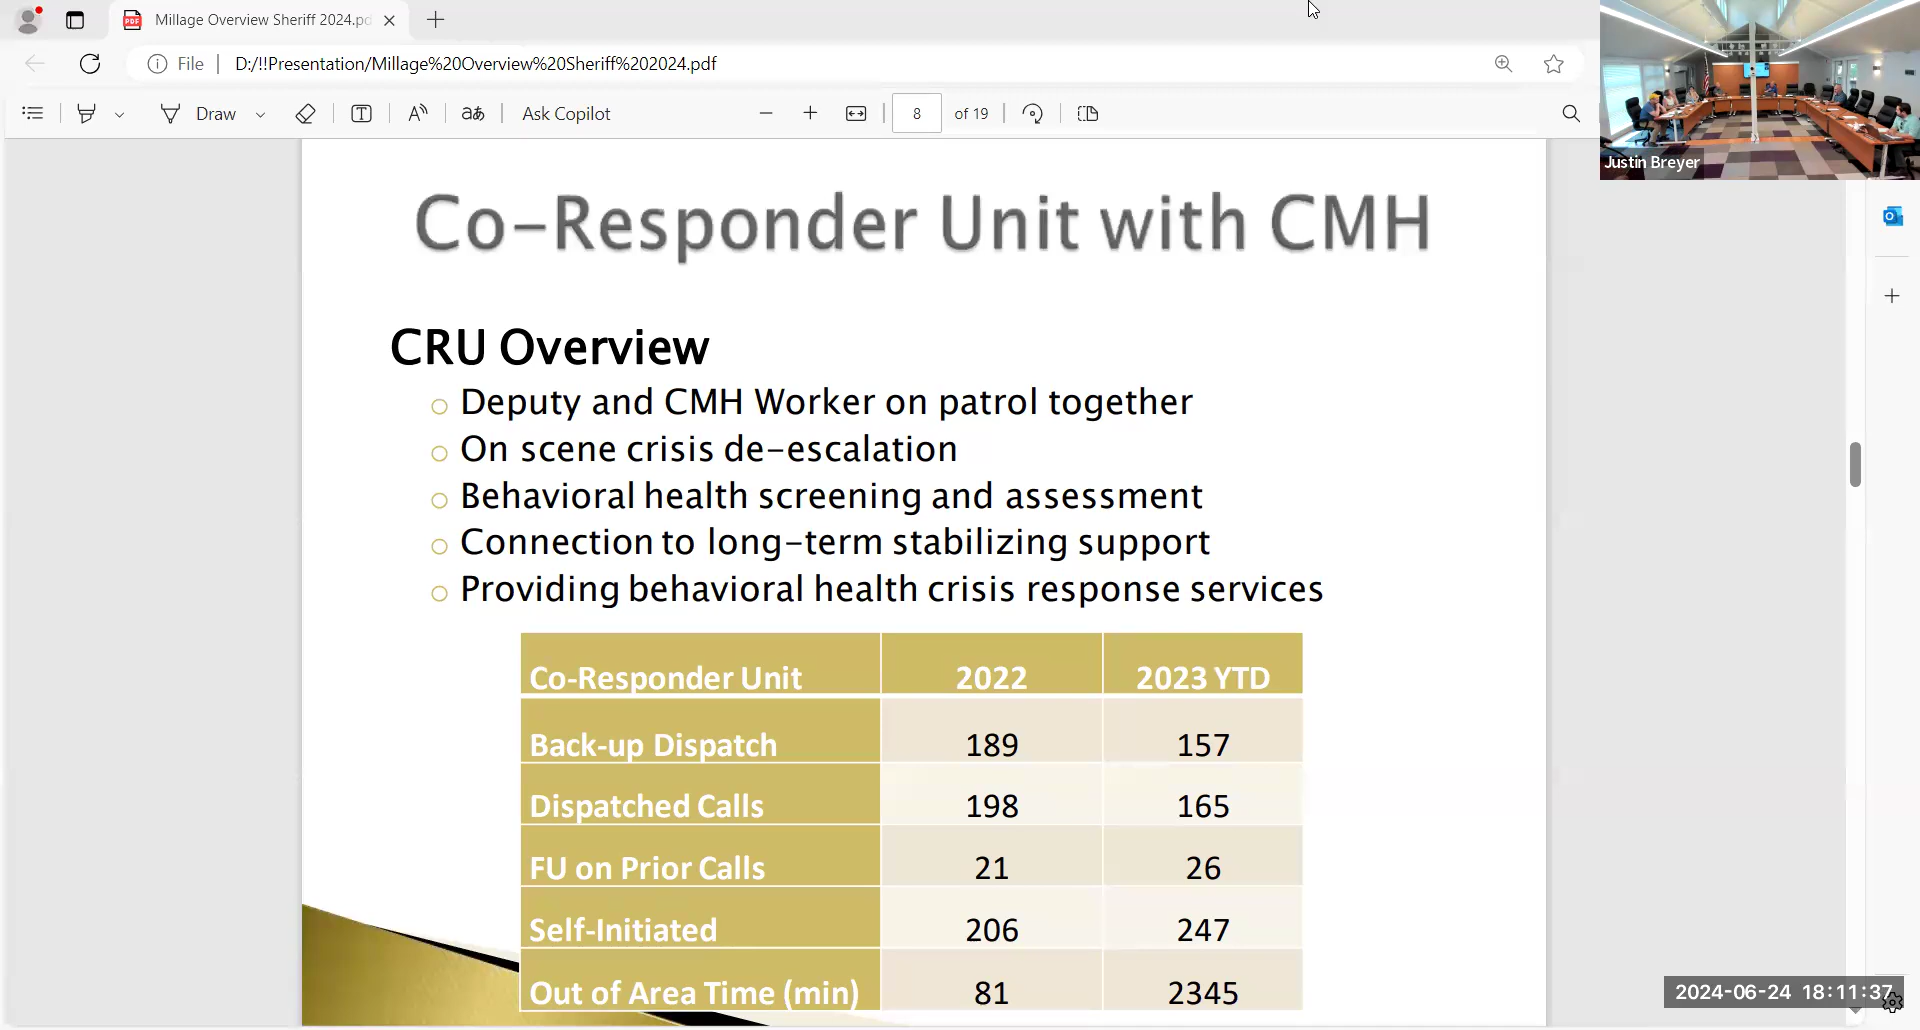 Millage Overview Sheriff 2024.pd
File
D:/!!Presentation/Millage%20Overview%20Sheriff%202024.pdf
Draw
aあ
Ask Copilot
8
of 19
Justin Breyer
Co-Responder Unit with CMH
CRU Overview
Deputy and CMH Worker on patrol together
On scene crisis de-escalation
Behavioral health screening and assessment
Connection to long-term stabilizing support
Providing behavioral health crisis response services
Co-Responder Unit 2022 2023 YTD
Back-up Dispatch 189 157
Dispatched Calls 198 165
FU on Prior Calls 21 26
Self-Initiated 206 247
Out of Area Time (min) 81 2345
2024-06-24 18:11:37